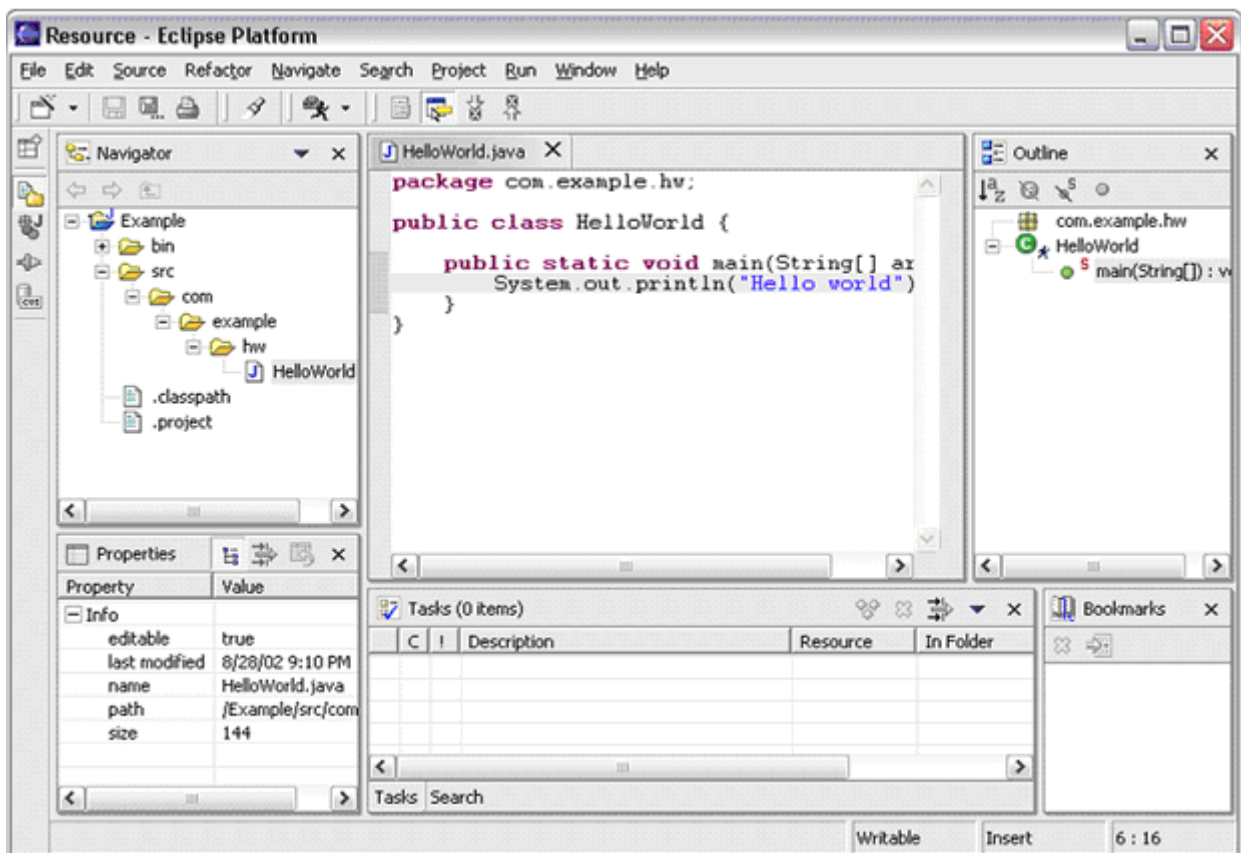 Resource - Eclipse Platform
File Edit Source Refactor Navigate Search Project Run Window Help
Navigator
Example
bin
src
com
example
hw
HelloWorld
.classpath
.project
HelloWorld.java
package com.example.hw;
public class HelloWorld {
public static void main(String[] ar
System.out.println("Hello world")
}
}
Outline
com.example.hw
HelloWorld
main(String[]) : v
Properties
Property Value
Info
editable true
last modified 8/28/02 9:10 PM
name HelloWorld.java
path /Example/src/com
size 144
Tasks (0 items)
C ! Description Resource In Folder
Tasks Search
Bookmarks
Writable Insert 6 : 16